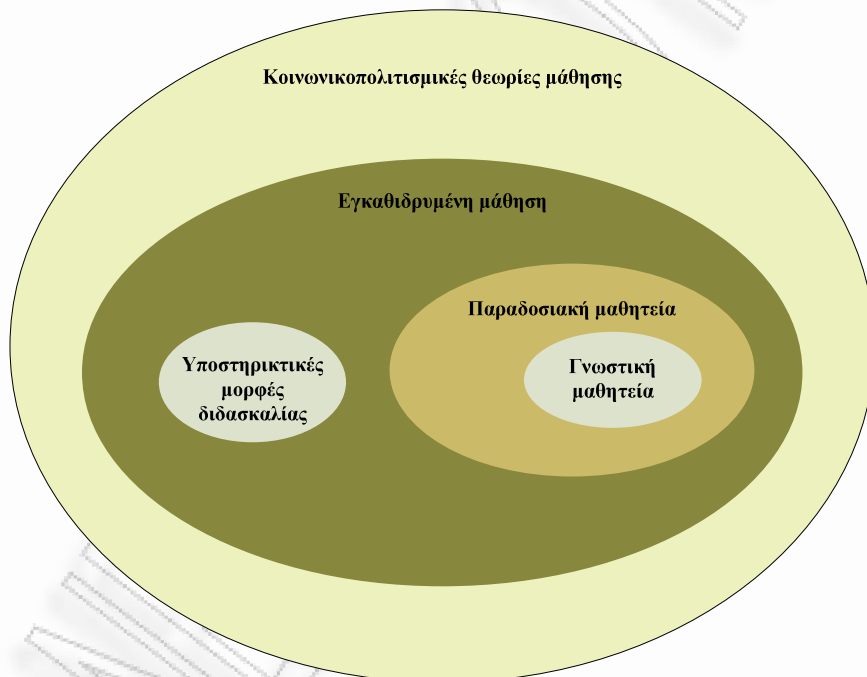 Κοινωνικοπολιτισμικές θεωρίες μάθησης
Εγκαθιδρυμένη μάθηση
Παραδοσιακή μαθητεία
Υποστηρικτικές
μορφές
διδασκαλίας
Γνωστική
μαθητεία